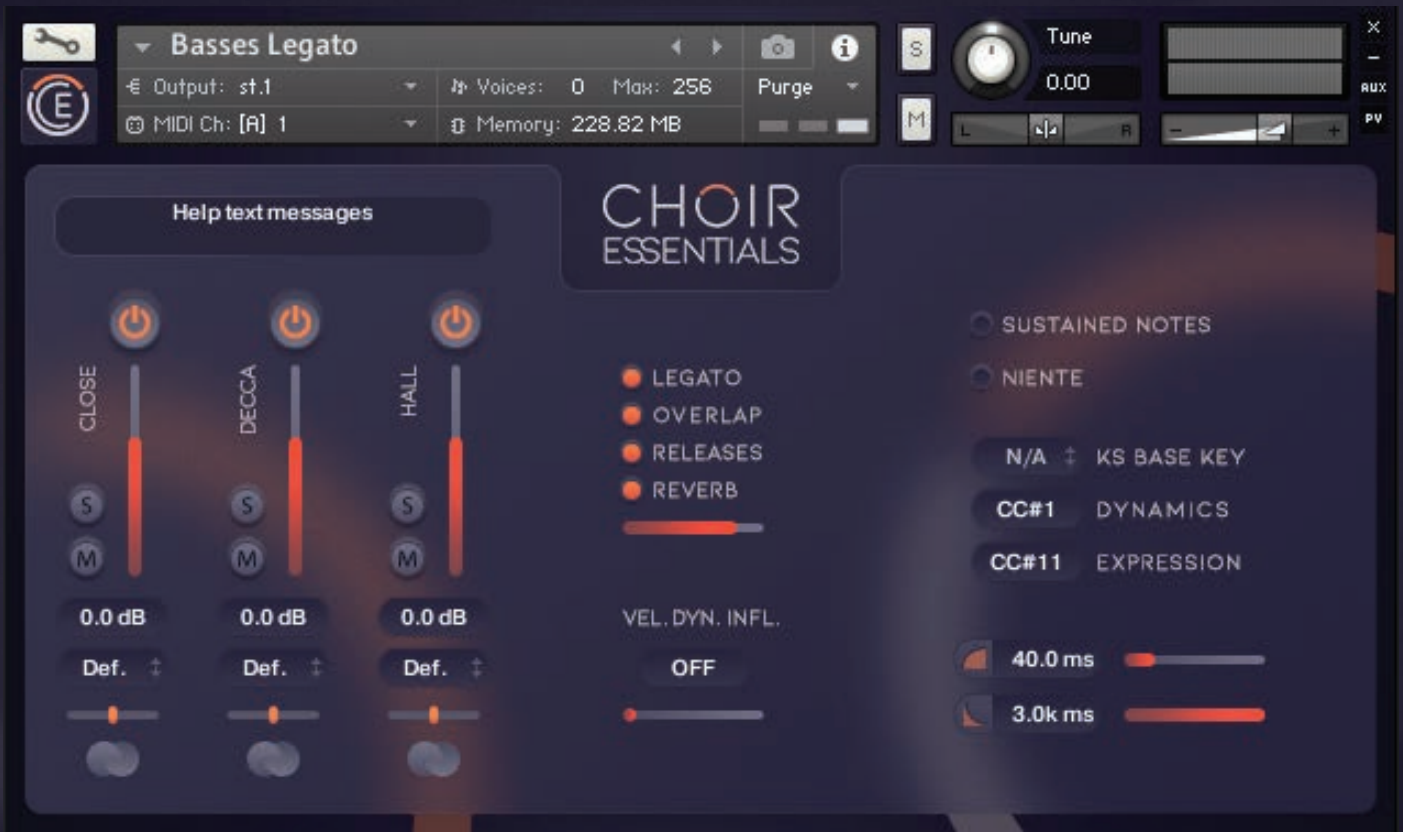 Basses Legato
Output: st.1
Voices: 0 Max: 256
Purge
MIDI Ch: [A] 1
Memory: 228.82 MB
S
M
Tune
0.00
L
R
-
+
x
-
AUX
PV
CE
Help text messages
CHOIR
ESSENTIALS
CLOSE
S
M
0.0 dB
Def.
DECCA
S
M
0.0 dB
Def.
HALL
S
M
0.0 dB
Def.
LEGATO
OVERLAP
RELEASES
REVERB
VEL. DYN. INFL.
OFF
SUSTAINED NOTES
NIENTE
N/A KS BASE KEY
CC#1 DYNAMICS
CC#11 EXPRESSION
40.0 ms
3.0k ms